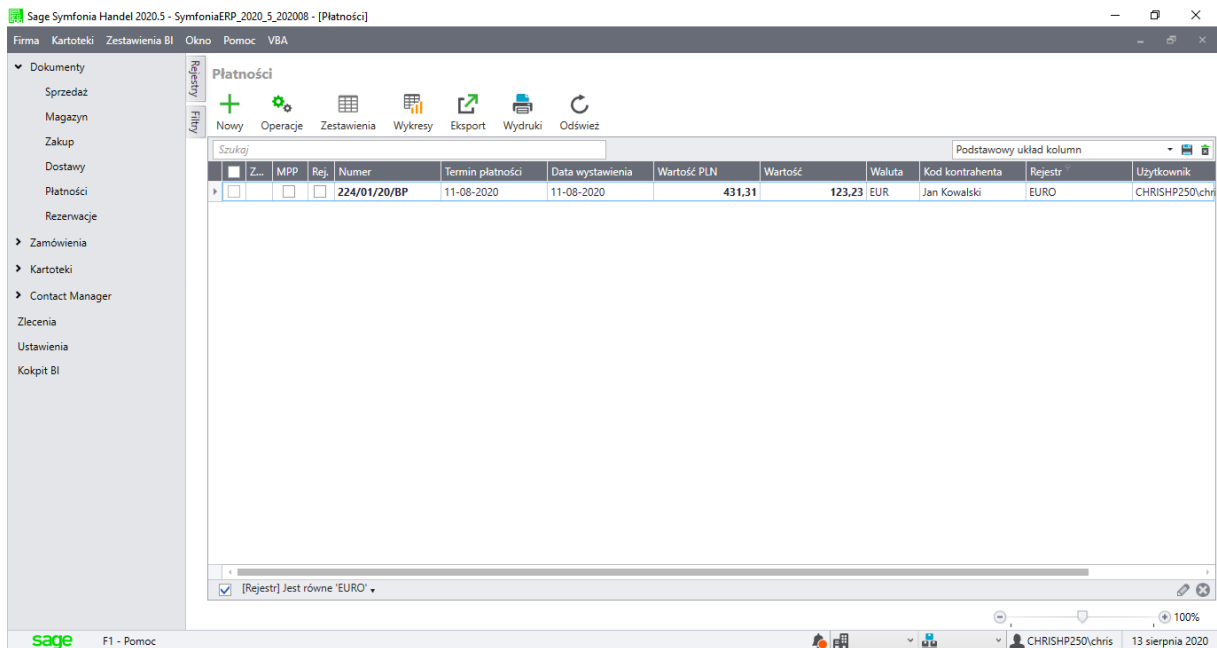 Sage Symfonia Handel 2020.5 - SymfoniaERP_2020_5_202008 - [Płatności]
Firma Kartoteki Zestawienia BI Okno Pomoc VBA
Dokumenty
Sprzedaż
Magazyn
Zakup
Dostawy
Płatności
Rezerwacje
Zamówienia
Kartoteki
Contact Manager
Zlecenia
Ustawienia
Kokpit BI
Rejestry
Filtry
Płatności
Nowy Operacje Zestawienia Wykresy Eksport Wydruki Odśwież
Szukaj Podstawowy układ kolumn
Z... MPP Rej. Numer Termin płatności Data wystawienia Wartość PLN Wartość Waluta Kod kontrahenta Rejestr Użytkownik
224/01/20/BP 11-08-2020 11-08-2020 431,31 123,23 EUR Jan Kowalski EURO CHRISHP250\chri
[Rejestr] Jest równe 'EURO'
100%
sage F1 - Pomoc CHRISHP250\chris 13 sierpnia 2020